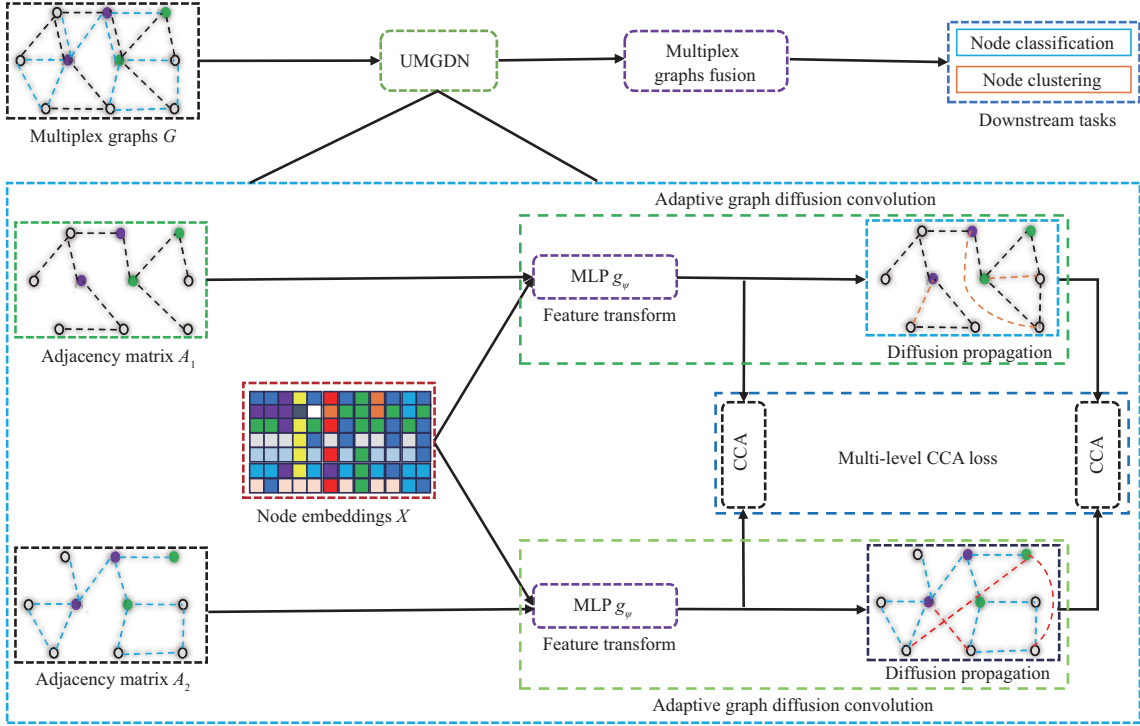 Multiplex graphs G
UMGDN
Multiplex
graphs fusion
Node classification
Node clustering
Downstream tasks
Adaptive graph diffusion convolution
Adjacency matrix A₁
MLP g_ψ
Feature transform
Diffusion propagation
Node embeddings X
CCA
Multi-level CCA loss
CCA
Adjacency matrix A₂
MLP g_ψ
Feature transform
Diffusion propagation
Adaptive graph diffusion convolution